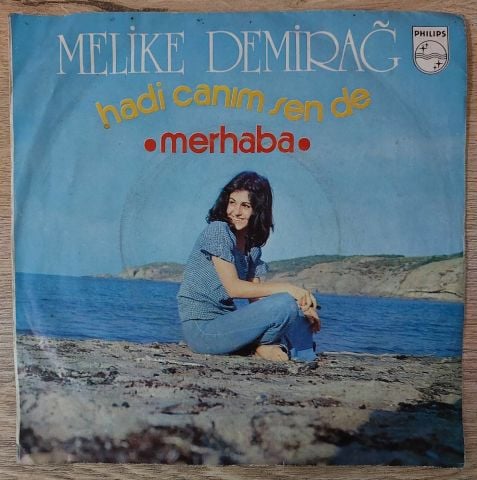 MELİKE DEMİRAĞ
PHILIPS
hadi canım sen de
•merhaba•